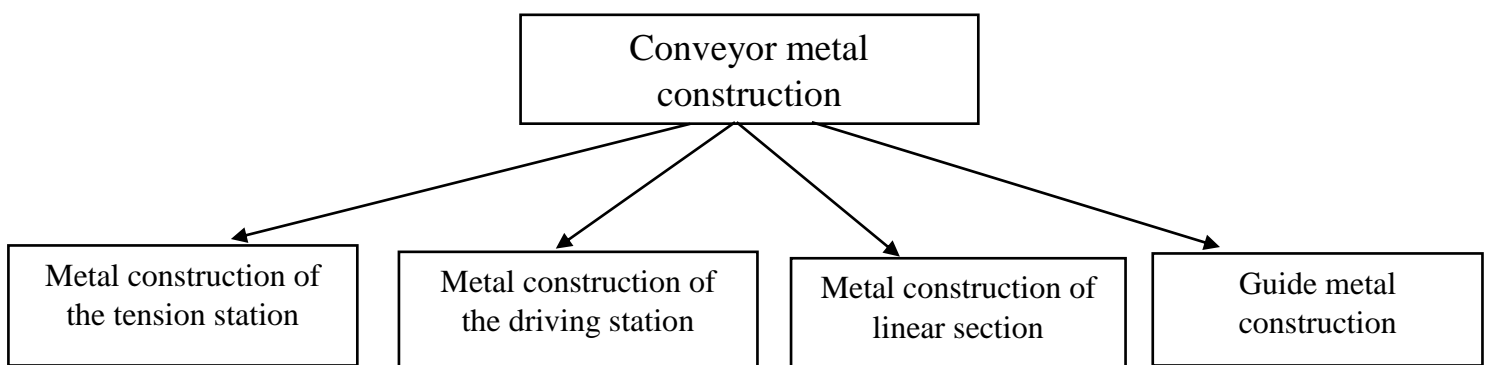 Conveyor metal
construction
Metal construction of
the tension station
Metal construction of
the driving station
Metal construction of
linear section
Guide metal
construction